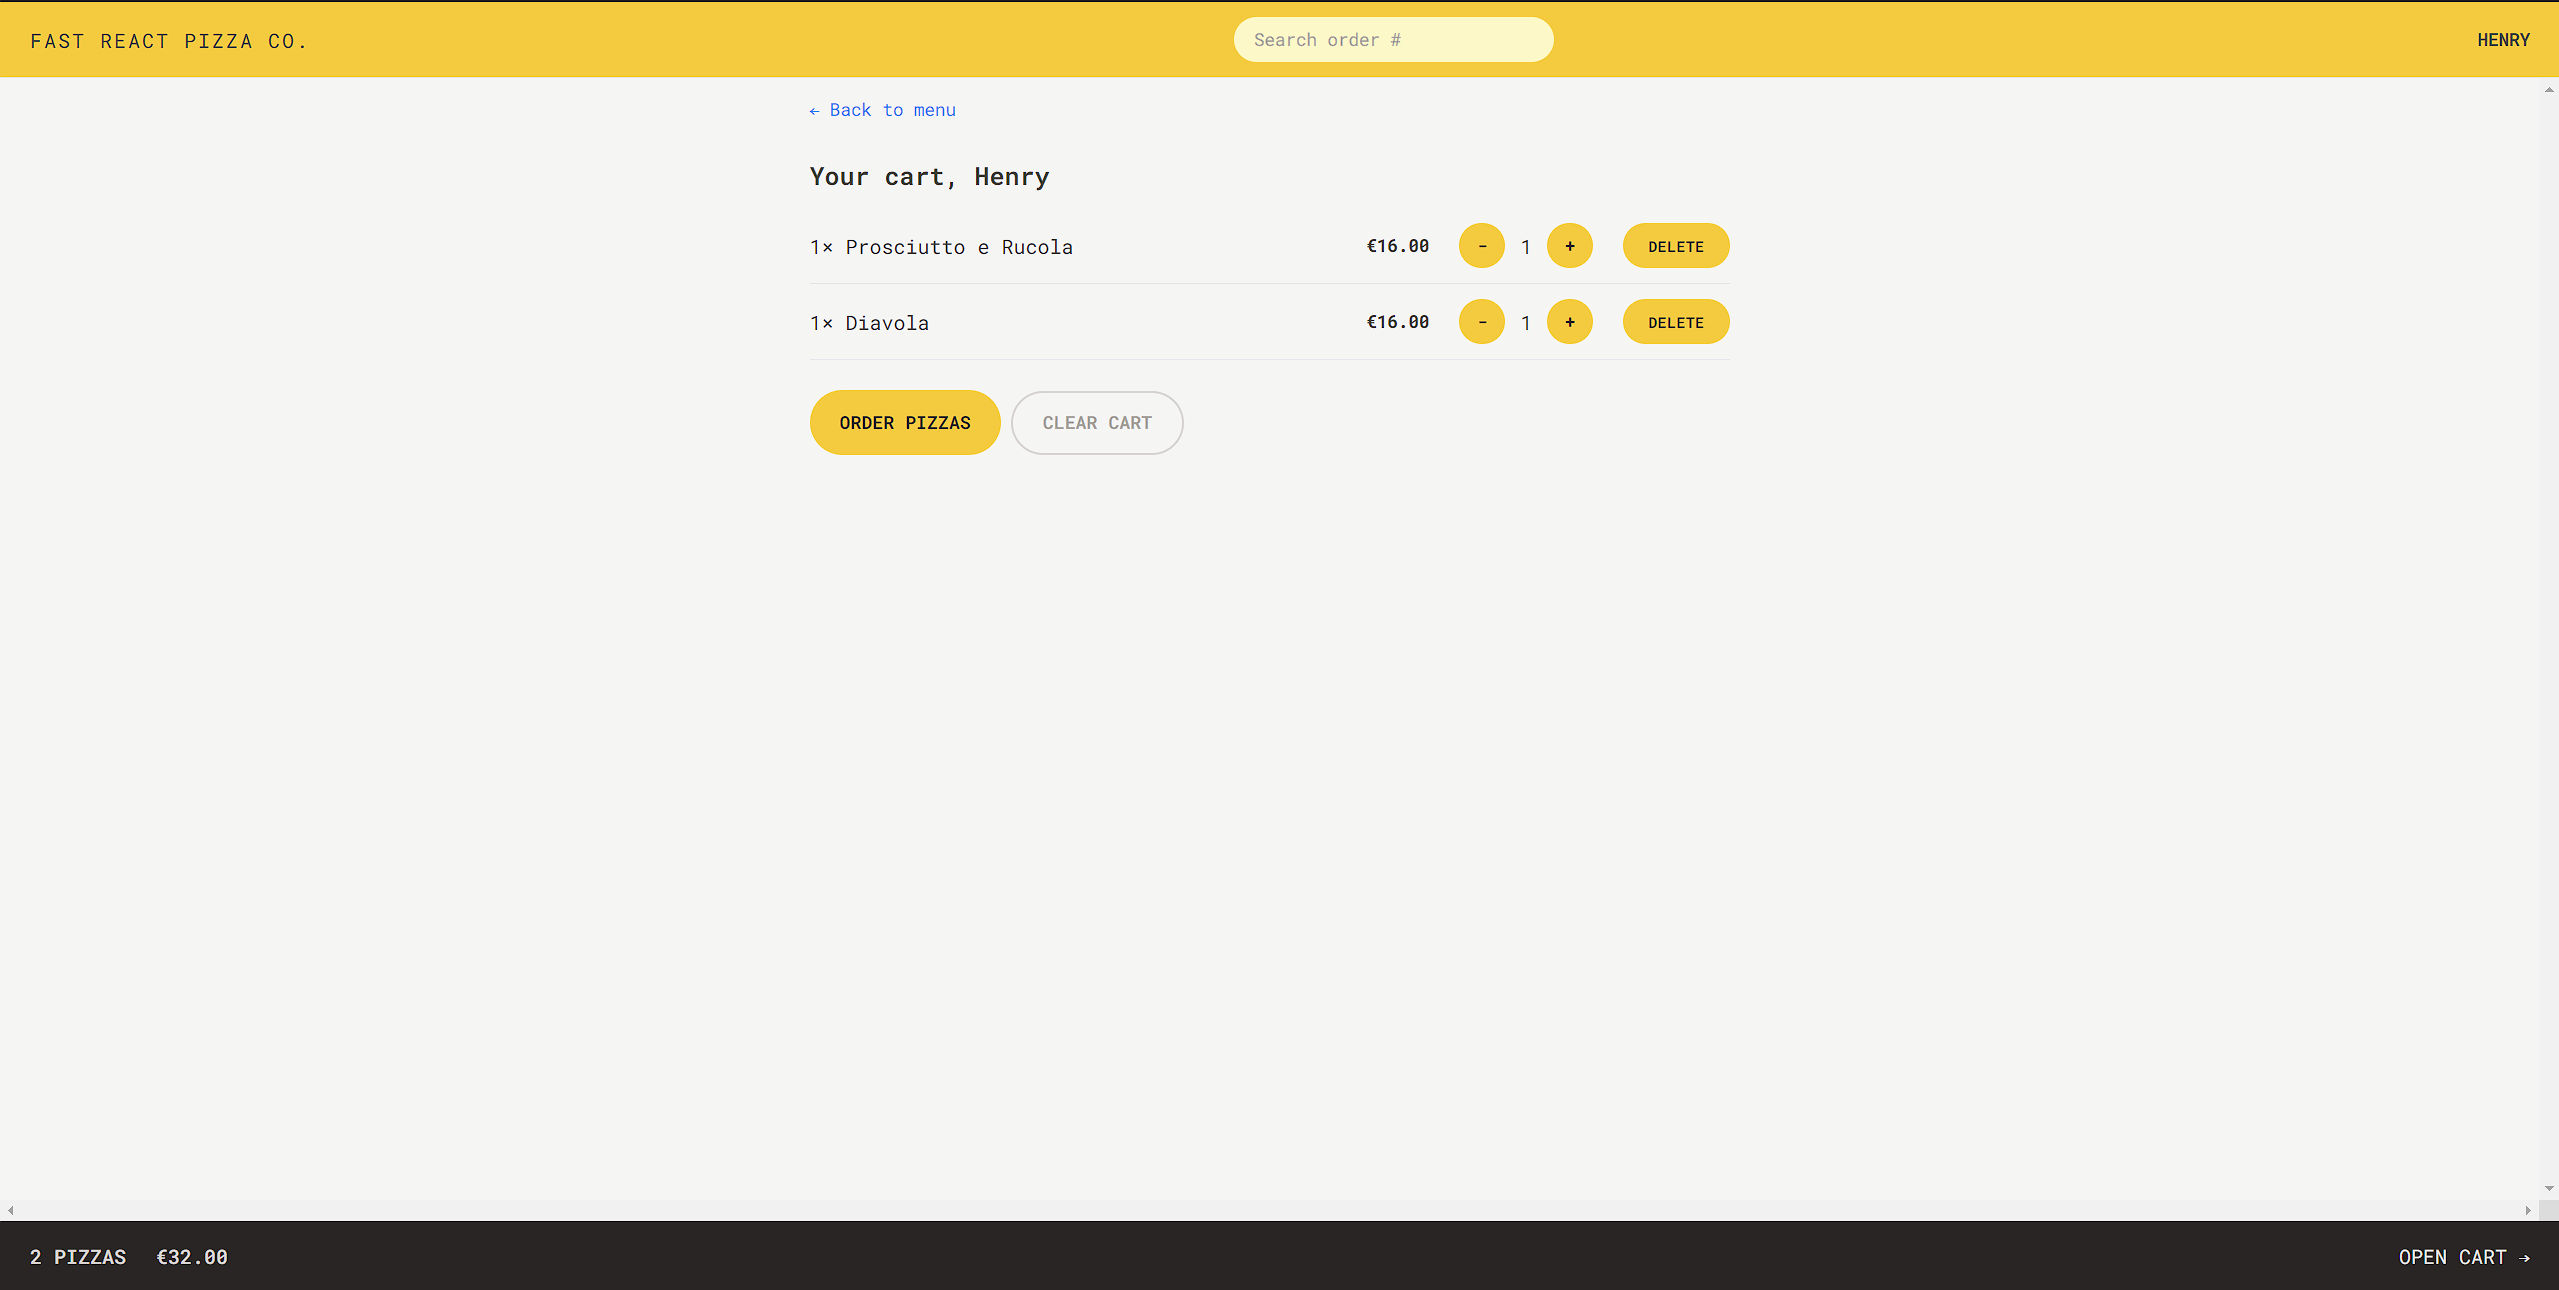 FAST REACT PIZZA CO.
Search order #
HENRY
← Back to menu
Your cart, Henry
1× Prosciutto e Rucola €16.00 - 1 + DELETE
1× Diavola €16.00 - 1 + DELETE
ORDER PIZZAS CLEAR CART
2 PIZZAS €32.00 OPEN CART →